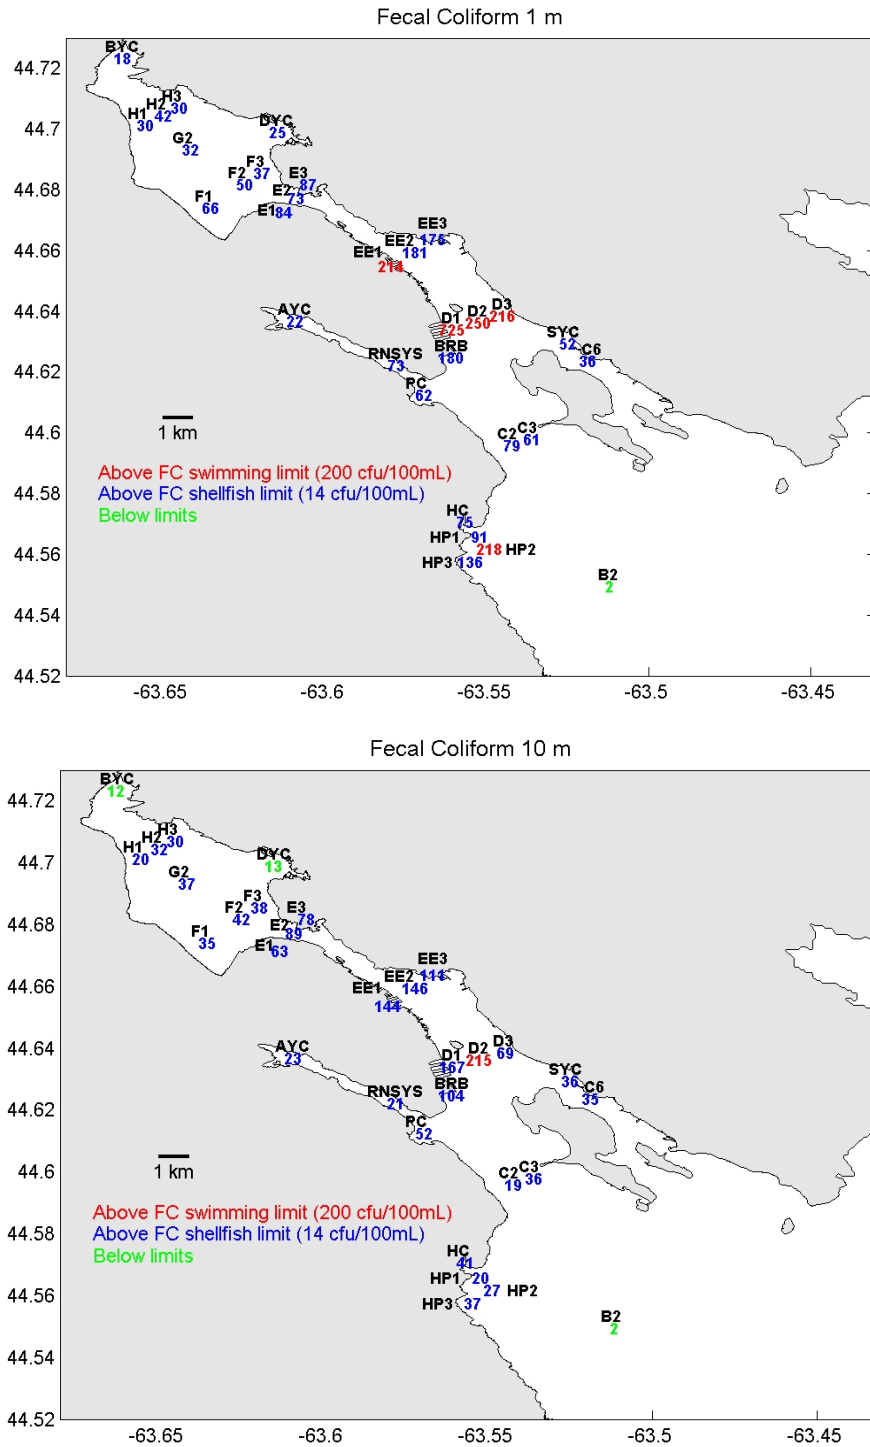 Fecal Coliform 1 m
44.72
44.7
44.68
44.66
44.64
44.62
44.6
44.58
44.56
44.54
44.52
-63.65
-63.6
-63.55
-63.5
-63.45
BYC
18
H3
H2
30
H1
42
30
DYC
25
G2
32
F3
F2
37
E3
50
87
E2
F1
73
66
E1
84
EE3
EE2
175
EE1
181
214
AYC
22
D3
D2
D1
216
250
725
SYC
BRB
52
C6
RNSYS
180
36
73
PC
62
C3
C2
61
79
1 km
Above FC swimming limit (200 cfu/100mL)
Above FC shellfish limit (14 cfu/100mL)
Below limits
HC
75
HP1
91
218
HP2
HP3
136
B2
2
Fecal Coliform 10 m
44.72
44.7
44.68
44.66
44.64
44.62
44.6
44.58
44.56
44.54
44.52
-63.65
-63.6
-63.55
-63.5
-63.45
BYC
12
H3
H2
30
H1
32
20
DYC
13
G2
37
F3
F2
38
E3
42
78
E2
F1
89
35
E1
63
EE3
EE2
111
EE1
146
144
AYC
23
D3
D2
D1
69
215
167
SYC
BRB
36
C6
RNSYS
104
35
21
PC
52
C3
C2
36
19
1 km
Above FC swimming limit (200 cfu/100mL)
Above FC shellfish limit (14 cfu/100mL)
Below limits
HC
41
HP1
20
27
HP2
HP3
37
B2
2